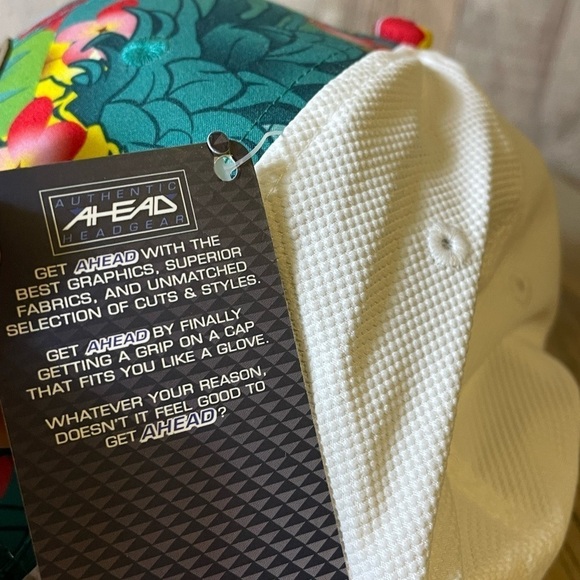 AUTHENTIC
AHEAD
HEADGEAR
GET AHEAD WITH THE
BEST GRAPHICS, SUPERIOR
FABRICS, AND UNMATCHED
SELECTION OF CUTS & STYLES.
GET AHEAD BY FINALLY
GETTING A GRIP ON A CAP
THAT FITS YOU LIKE A GLOVE.
WHATEVER YOUR REASON,
DOESN'T IT FEEL GOOD TO
GET AHEAD?